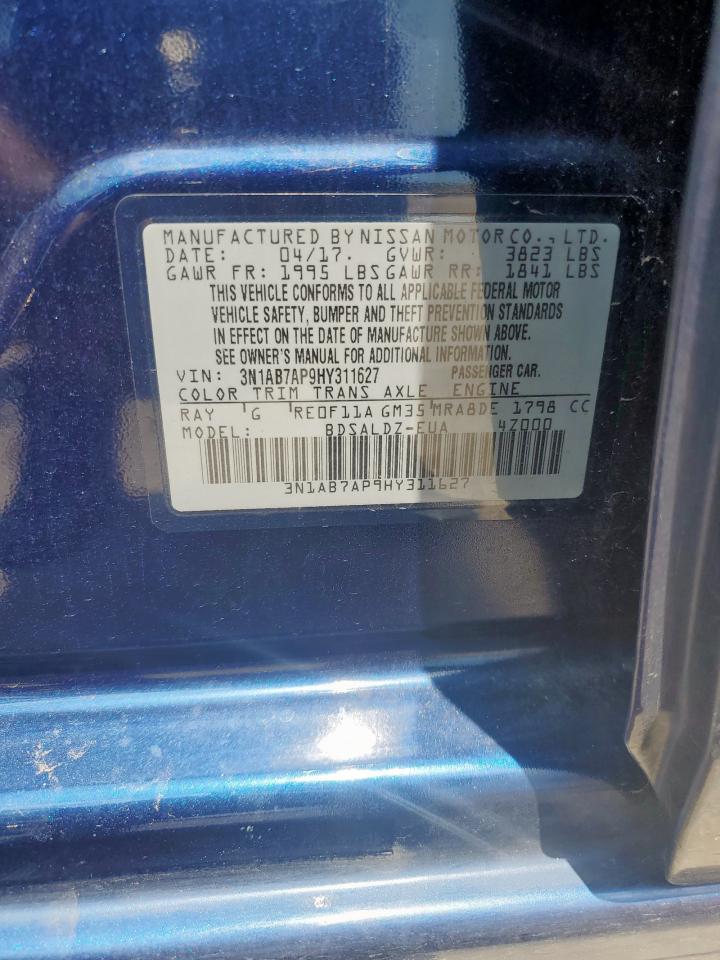 MANUFACTURED BY NISSAN MOTOR CO., LTD.
DATE: 04/17. GVWR: 3823 LBS
GAWR FR: 1995 LBS GAWR RR: 1841 LBS
THIS VEHICLE CONFORMS TO ALL APPLICABLE FEDERAL MOTOR
VEHICLE SAFETY, BUMPER AND THEFT PREVENTION STANDARDS
IN EFFECT ON THE DATE OF MANUFACTURE SHOWN ABOVE.
SEE OWNER'S MANUAL FOR ADDITIONAL INFORMATION.
VIN: 3N1AB7AP9HY311627 PASSENGER CAR.
COLOR TRIM TRANS AXLE ENGINE
RAY G RE0F11A GM35 MRA8DE 1798 CC
MODEL: BDSALDZ-EUA 4Z000
3N1AB7AP9HY311627